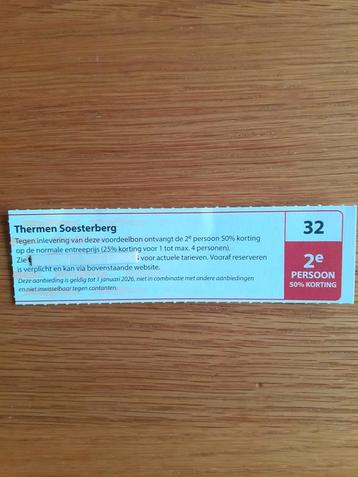 Thermen Soesterberg
Tegen inlevering van deze voordeelbon ontvangt de 2e persoon 50% korting
op de normale entreeprijs (25% korting voor 1 tot max. 4 personen).
Zie voor actuele tarieven. Vooraf reserveren
is verplicht en kan via bovenstaande website.
Deze aanbieding is geldig tot 1 januari 2026, niet in combinatie met andere aanbiedingen
en niet inwisselbaar tegen contanten.
32
2e
PERSOON
50% KORTING